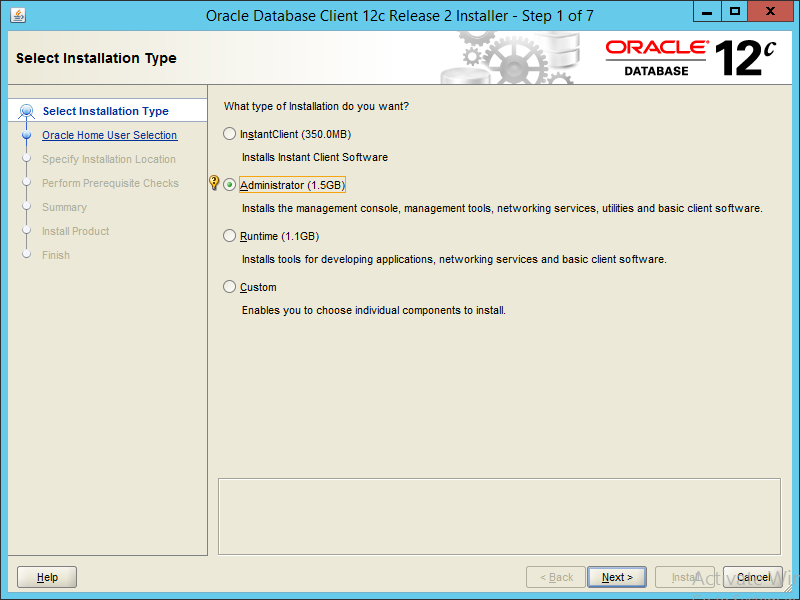 Oracle Database Client 12c Release 2 Installer - Step 1 of 7
Select Installation Type
ORACLE
DATABASE
12c
Select Installation Type
Oracle Home User Selection
Specify Installation Location
Perform Prerequisite Checks
Summary
Install Product
Finish
What type of Installation do you want?
InstantClient (350.0MB)
Installs Instant Client Software
Administrator (1.5GB)
Installs the management console, management tools, networking services, utilities and basic client software.
Runtime (1.1GB)
Installs tools for developing applications, networking services and basic client software.
Custom
Enables you to choose individual components to install.
Help
< Back
Next >
Install
Cancel
Activate